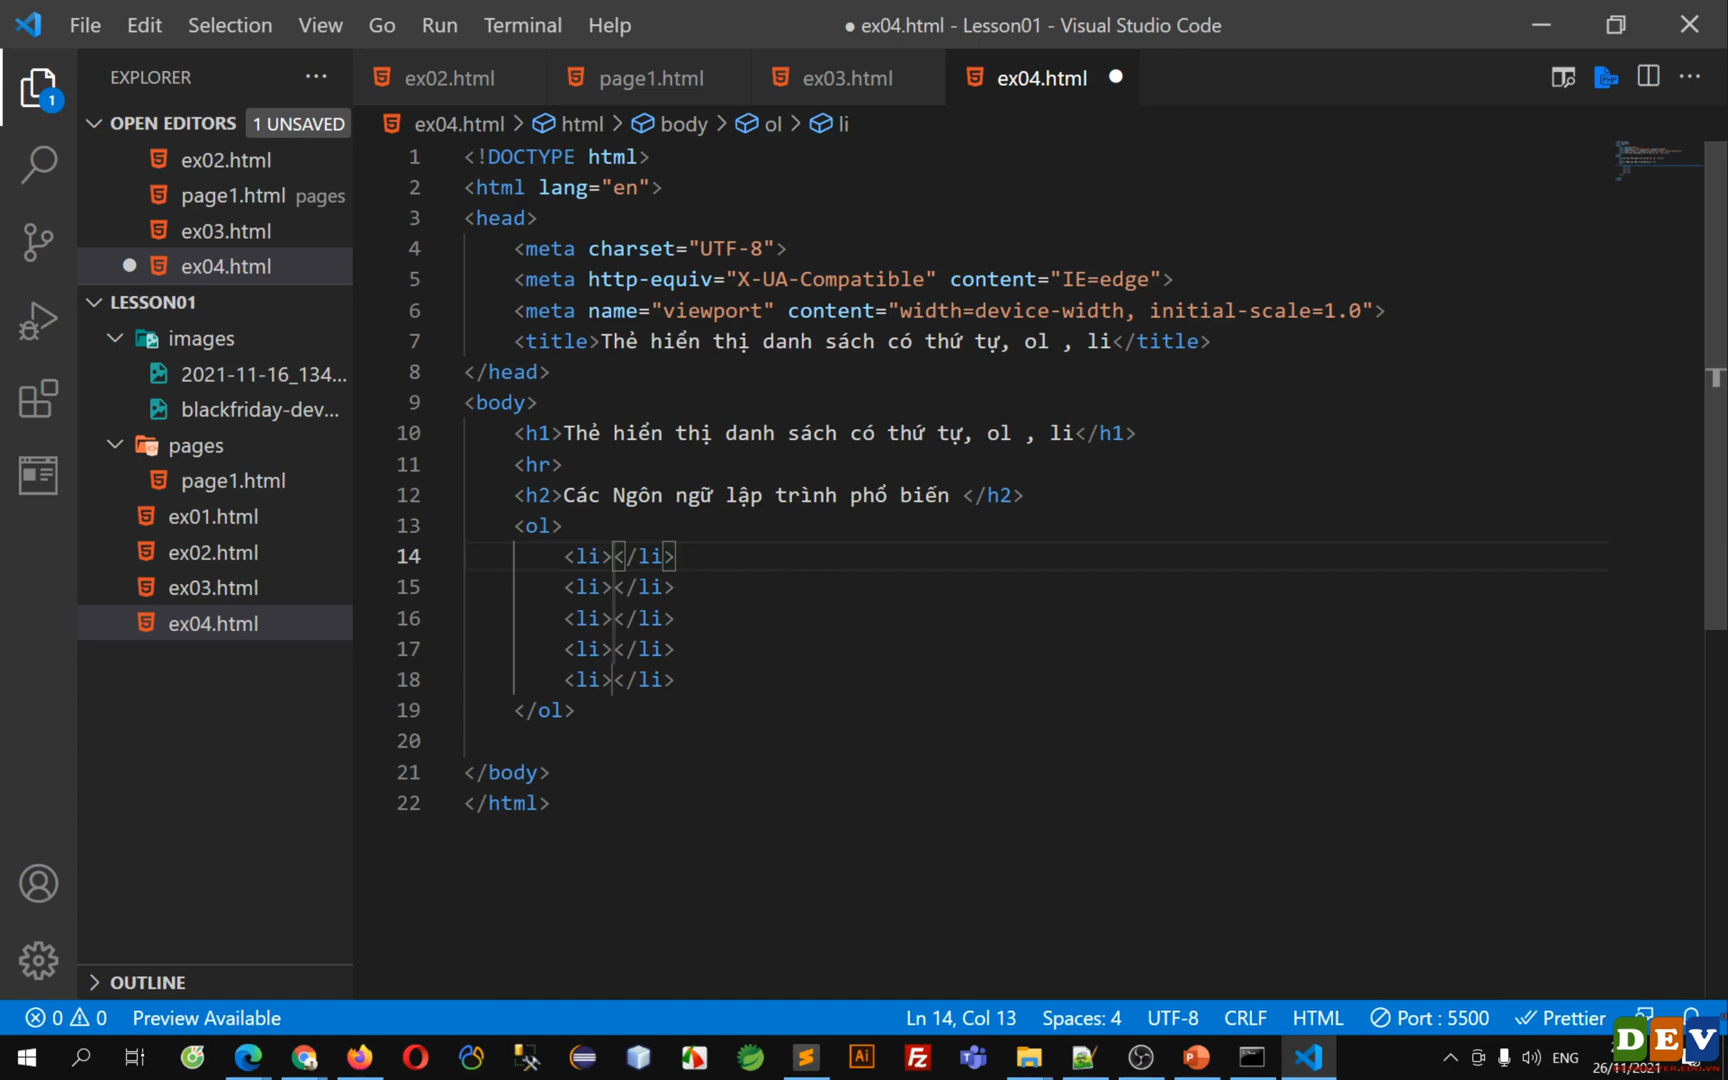 File Edit Selection View Go Run Terminal Help ● ex04.html - Lesson01 - Visual Studio Code
EXPLORER
ex02.html page1.html ex03.html ex04.html
OPEN EDITORS 1 UNSAVED
ex02.html
page1.html pages
ex03.html
ex04.html
LESSON01
images
2021-11-16_134...
blackfriday-dev...
pages
page1.html
ex01.html
ex02.html
ex03.html
ex04.html
OUTLINE
ex04.html > html > body > ol > li
1 <!DOCTYPE html>
2 <html lang="en">
3 <head>
4 <meta charset="UTF-8">
5 <meta http-equiv="X-UA-Compatible" content="IE=edge">
6 <meta name="viewport" content="width=device-width, initial-scale=1.0">
7 <title>Thẻ hiển thị danh sách có thứ tự, ol , li</title>
8 </head>
9 <body>
10 <h1>Thẻ hiển thị danh sách có thứ tự, ol , li</h1>
11 <hr>
12 <h2>Các Ngôn ngữ lập trình phổ biến </h2>
13 <ol>
14 <li></li>
15 <li></li>
16 <li></li>
17 <li></li>
18 <li></li>
19 </ol>
20
21 </body>
22 </html>
0 0 Preview Available Ln 14, Col 13 Spaces: 4 UTF-8 CRLF HTML Port : 5500 Prettier
ENG
26/11/2021
DEV